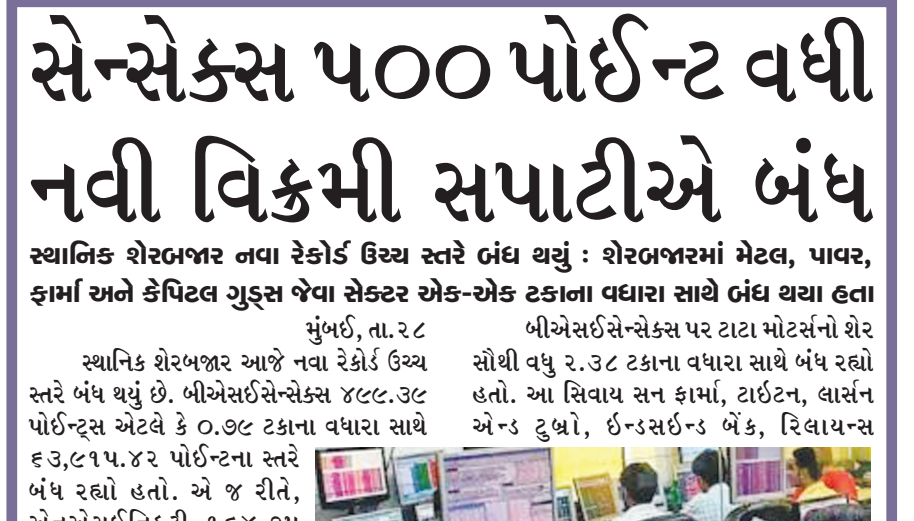 સેન્સેક્સ ૫૦૦ પોઈન્ટ વધી
નવી વિક્રમી સપાટીએ બંધ
સ્થાનિક શેરબજાર નવા રેકોર્ડ ઉચ્ચ સ્તરે બંધ થયું : શેરબજારમાં મેટલ, પાવર,
ફાર્મા અને કેપિટલ ગુડ્સ જેવા સેક્ટર એક-એક ટકાના વધારા સાથે બંધ થયા હતા
મુંબઈ, તા.૨૮
સ્થાનિક શેરબજાર આજે નવા રેકોર્ડ ઉચ્ચ
સ્તરે બંધ થયું છે. બીએસઈસેન્સેક્સ ૪૯૯.૩૯
પોઈન્ટ્સ એટલે કે ૦.૭૯ ટકાના વધારા સાથે
૬૩,૯૧૫.૪૨ પોઈન્ટના સ્તરે
બંધ રહ્યો હતો. એ જ રીતે,
બીએસઈસેન્સેક્સ પર ટાટા મોટર્સનો શેર
સૌથી વધુ ૨.૩૮ ટકાના વધારા સાથે બંધ રહ્યો
હતો. આ સિવાય સન ફાર્મા, ટાઇટન, લાર્સન
એન્ડ ટુબ્રો, ઇન્ડસઇન્ડ બેંક, રિલાયન્સ